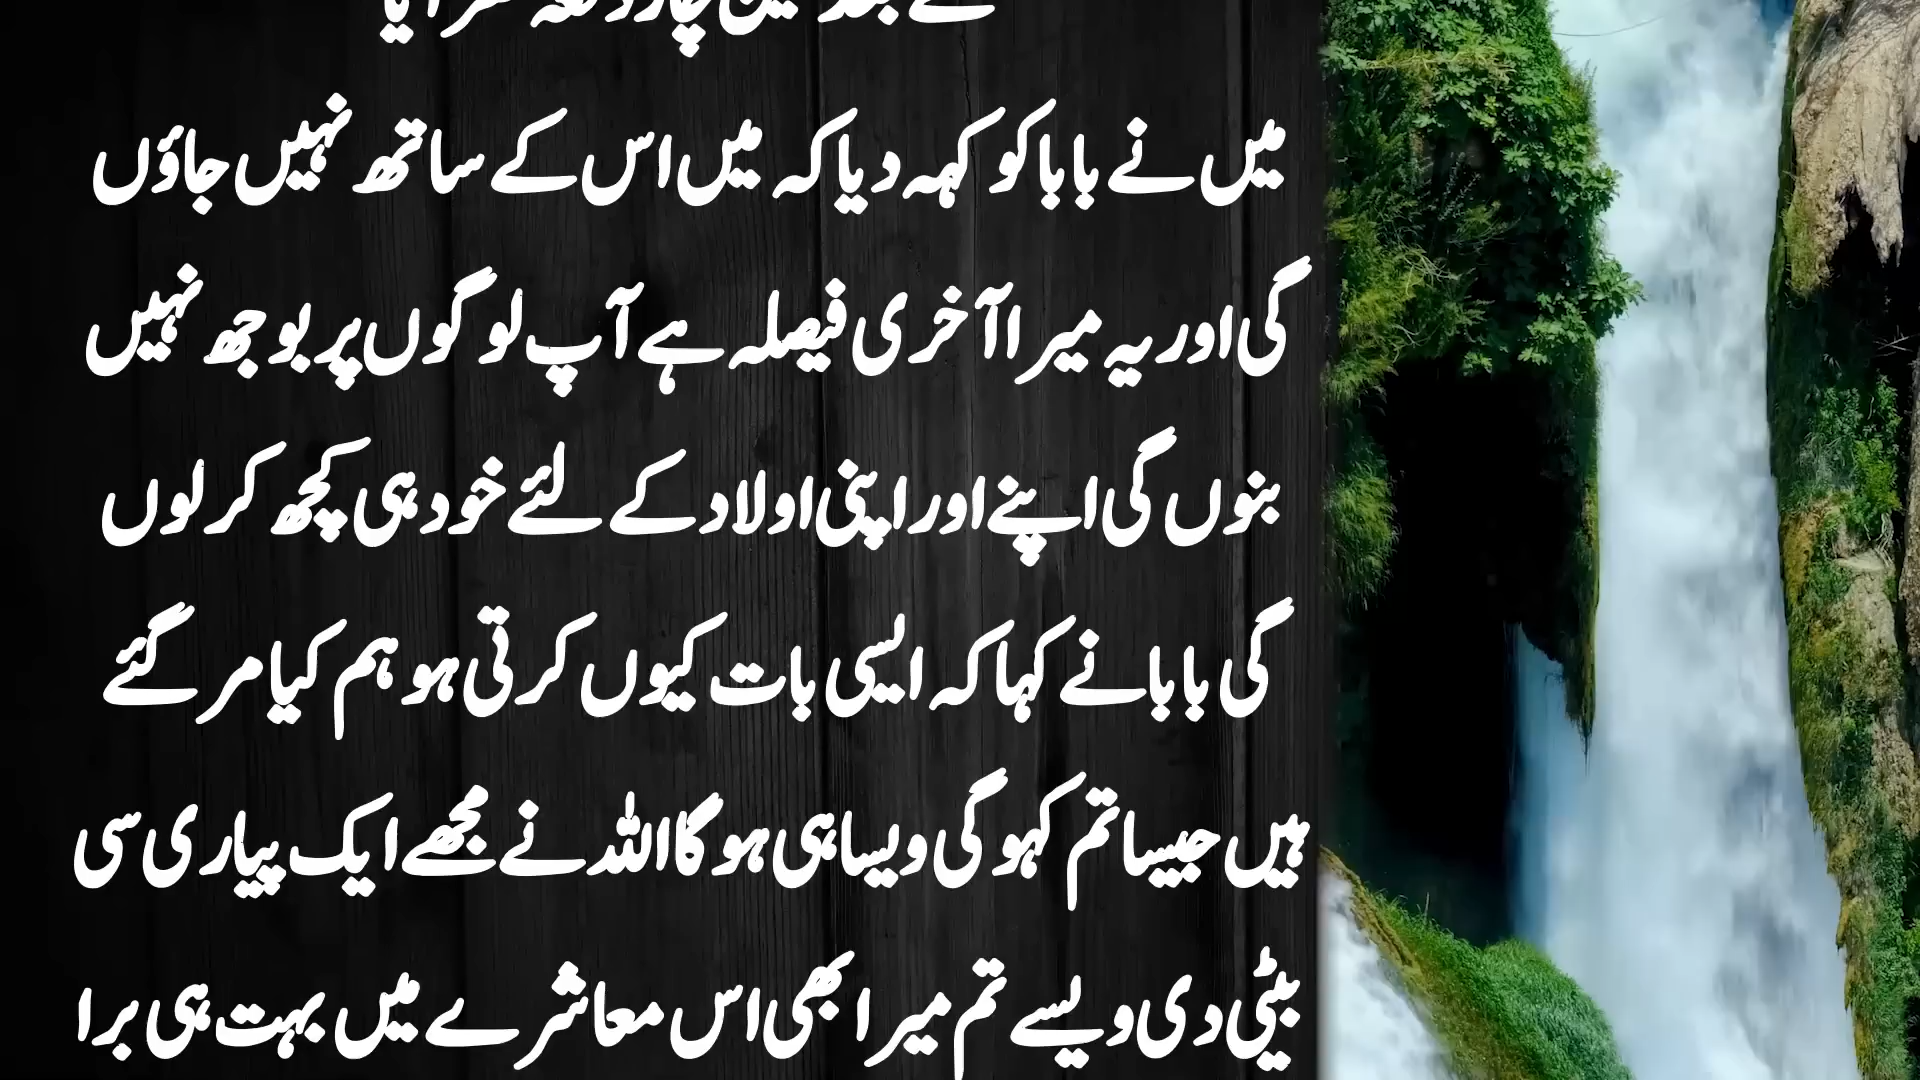 میں نے بابا کو کہہ دیا کہ میں اس کے ساتھ نہیں جاؤں
گی اور یہ میرا آخری فیصلہ ہے آپ لوگوں پر بوجھ نہیں
بنوں گی اپنے اور اپنی اولاد کے لئے خود ہی کچھ کر لوں
گی بابا نے کہا کہ ایسی بات کیوں کرتی ہو ہم کیا مر گئے
ہیں جیسا تم کہو گی ویسا ہی ہو گا اللہ نے مجھے ایک پیاری سی
بیٹی دی ویسے تم میرا بھی اس معاشرے میں بہت ہی برا